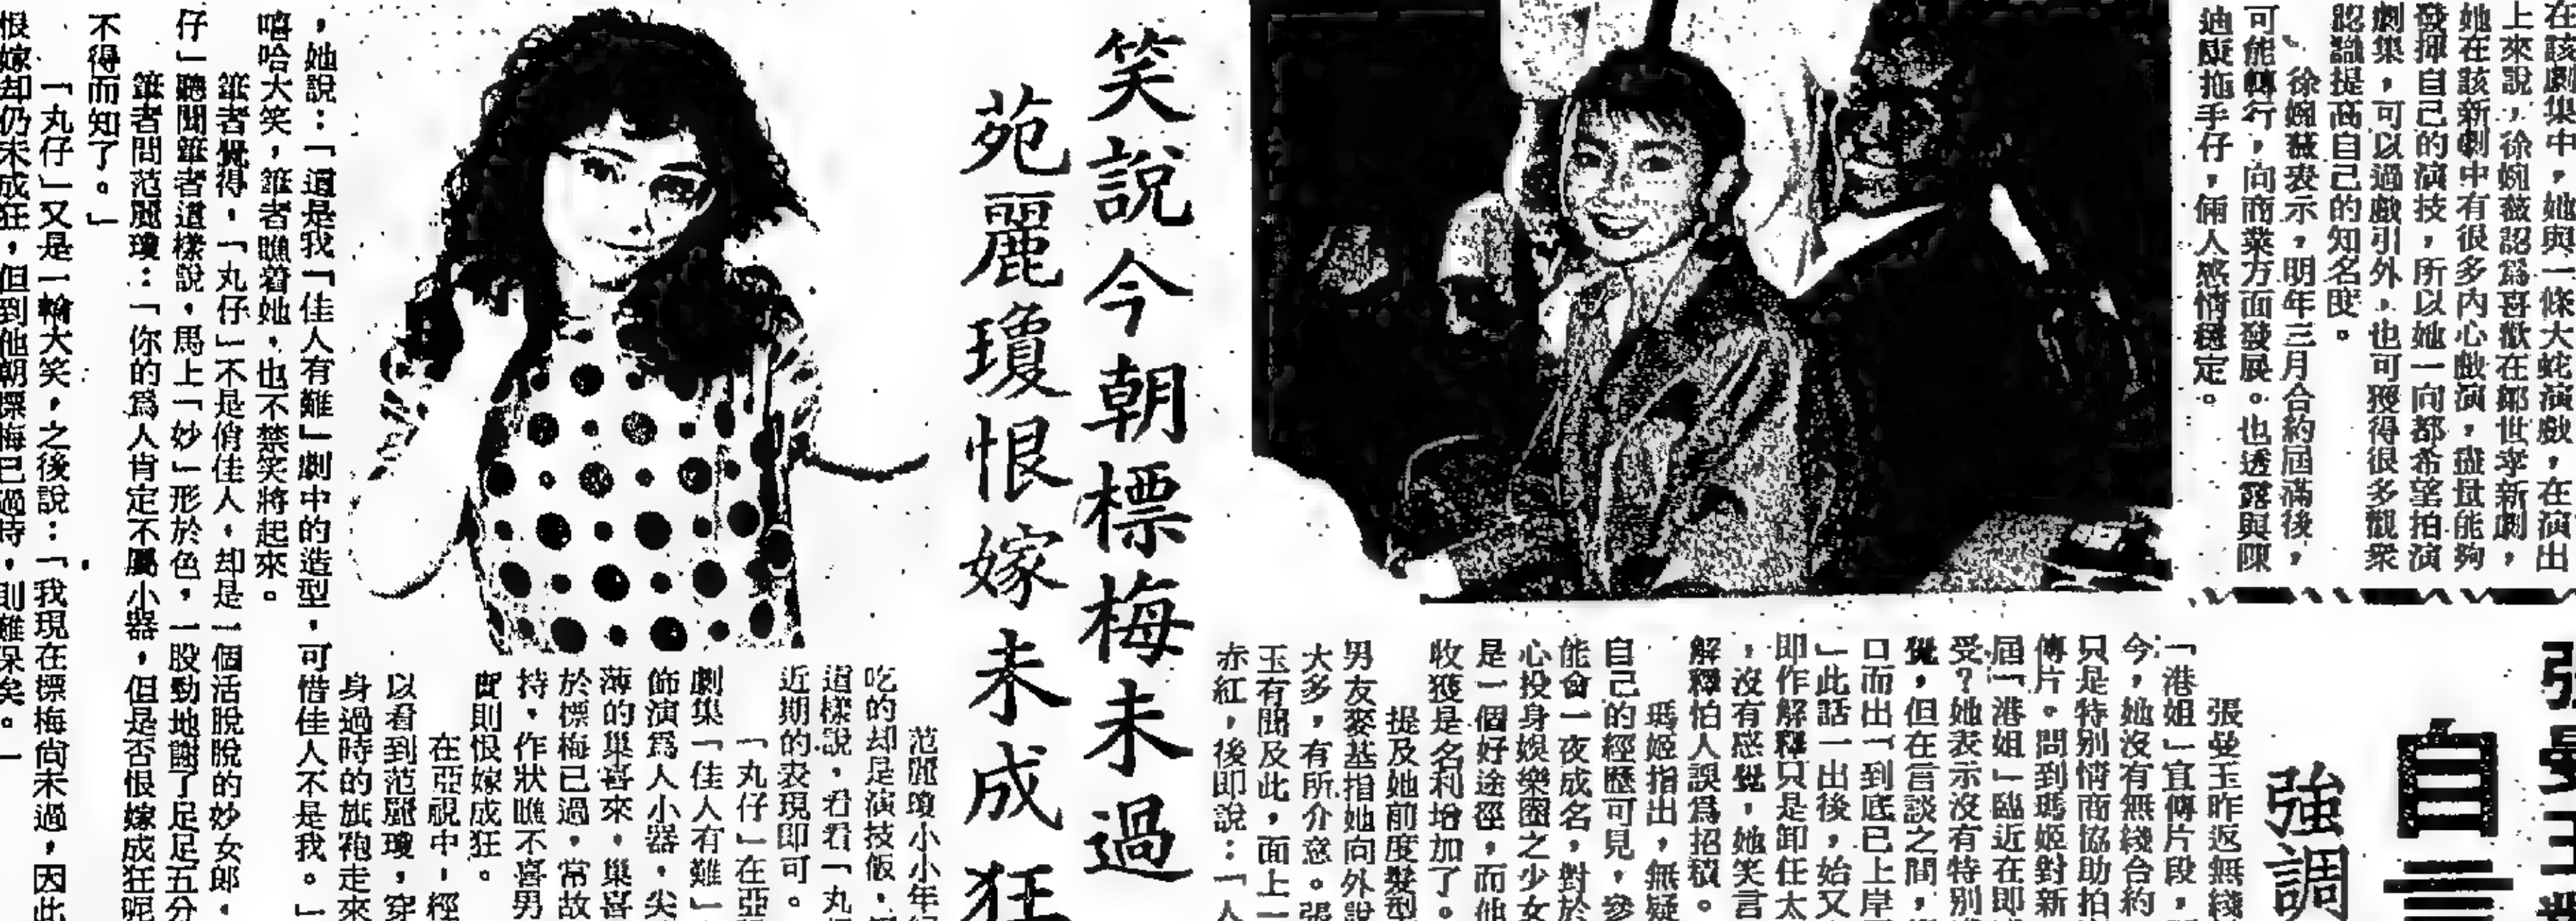 在該劇集中，她與一條大蛇演戲，在演出
上來說，徐婉薇認爲喜歡在鄭世孝新劇，
她在該新劇中有很多內心戲演，盡量能夠
發揮自己的演技，所以她一向都希望拍演
劇集，可以過戲引外，也可獲得很多觀衆
認識提高自己的知名度。
徐婉薇表示，明年三月合約屆滿後，
可能轉行，向商業方面發展。也透露與陳
迪康拖手仔，倆人感情穩定。
強調
張曼玉昨返無綫
「港姐」宣傳片段，
今，她沒有無綫合約
只是特別情商協助拍
傳片。問到瑪姬對新
屆「港姐」臨近在即
受？她表示沒有特別
覺，但在言談之間，
口而出「到底已上岸
」此話一出後，始又
即作解釋只是卸任太
，沒有感覺，她笑言
解釋怕人誤爲招積。
瑪姬指出，無疑
自己的經歷可見，參
能會一夜成名，對於
心投身娛樂圈之少女
是一個好途徑，而他
收獲是名利增加了。
提及她前度髮型
男友麥基指她向外說
大多，有所介意。張
玉有聞及此，面上一
赤紅，後即說：「人
笑說今朝標梅未過
苑麗瓊恨嫁未成狂
范麗瓊小小年紀
吃的却是演技飯，
這樣說，看看「丸
近期的表現即可。
「丸仔」在亞
劇集「佳人有難」
飾演爲人小器，尖
薄的巢喜來，巢喜
於標梅已過，常故
持，作狀瞧不喜男
實則恨嫁成狂。
在亞視中，經
以看到范麗瓊，穿
身過時的旗袍走來
，她說：「這是我「佳人有難」劇中的造型，可惜佳人不是我。」
嘻哈大笑，筆者瞧着她，也不禁笑將起來。
筆者覺得，「丸仔」不是俏佳人，却是一個活脫脫的妙女郎，
仔」聽聞筆者這樣說，馬上「妙」形於色，一股勁地謝了足足五分
筆者問范麗瓊：「你的爲人肯定不屬小器，但是否恨嫁成狂呢
不得而知了。」
「丸仔」又是一輪大笑，之後說：「我現在標梅尚未過，因此
恨嫁却仍未成狂，但到他朝標梅已過時，則難保矣。」